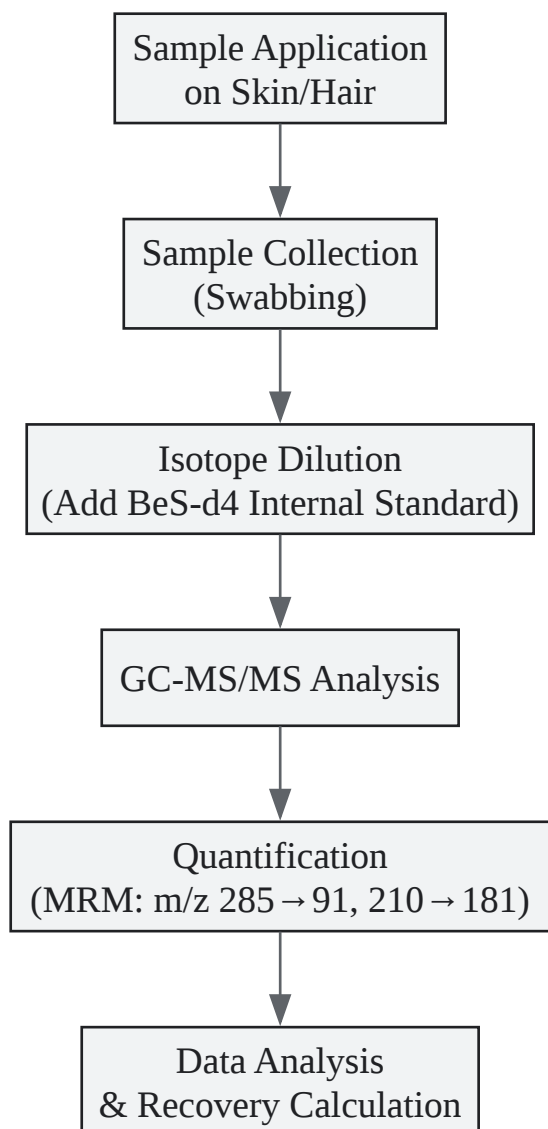 Sample Application
on Skin/Hair
Sample Collection
(Swabbing)
Isotope Dilution
(Add BeS-d4 Internal Standard)
GC-MS/MS Analysis
Quantification
(MRM: m/z 285→91, 210→181)
Data Analysis
& Recovery Calculation